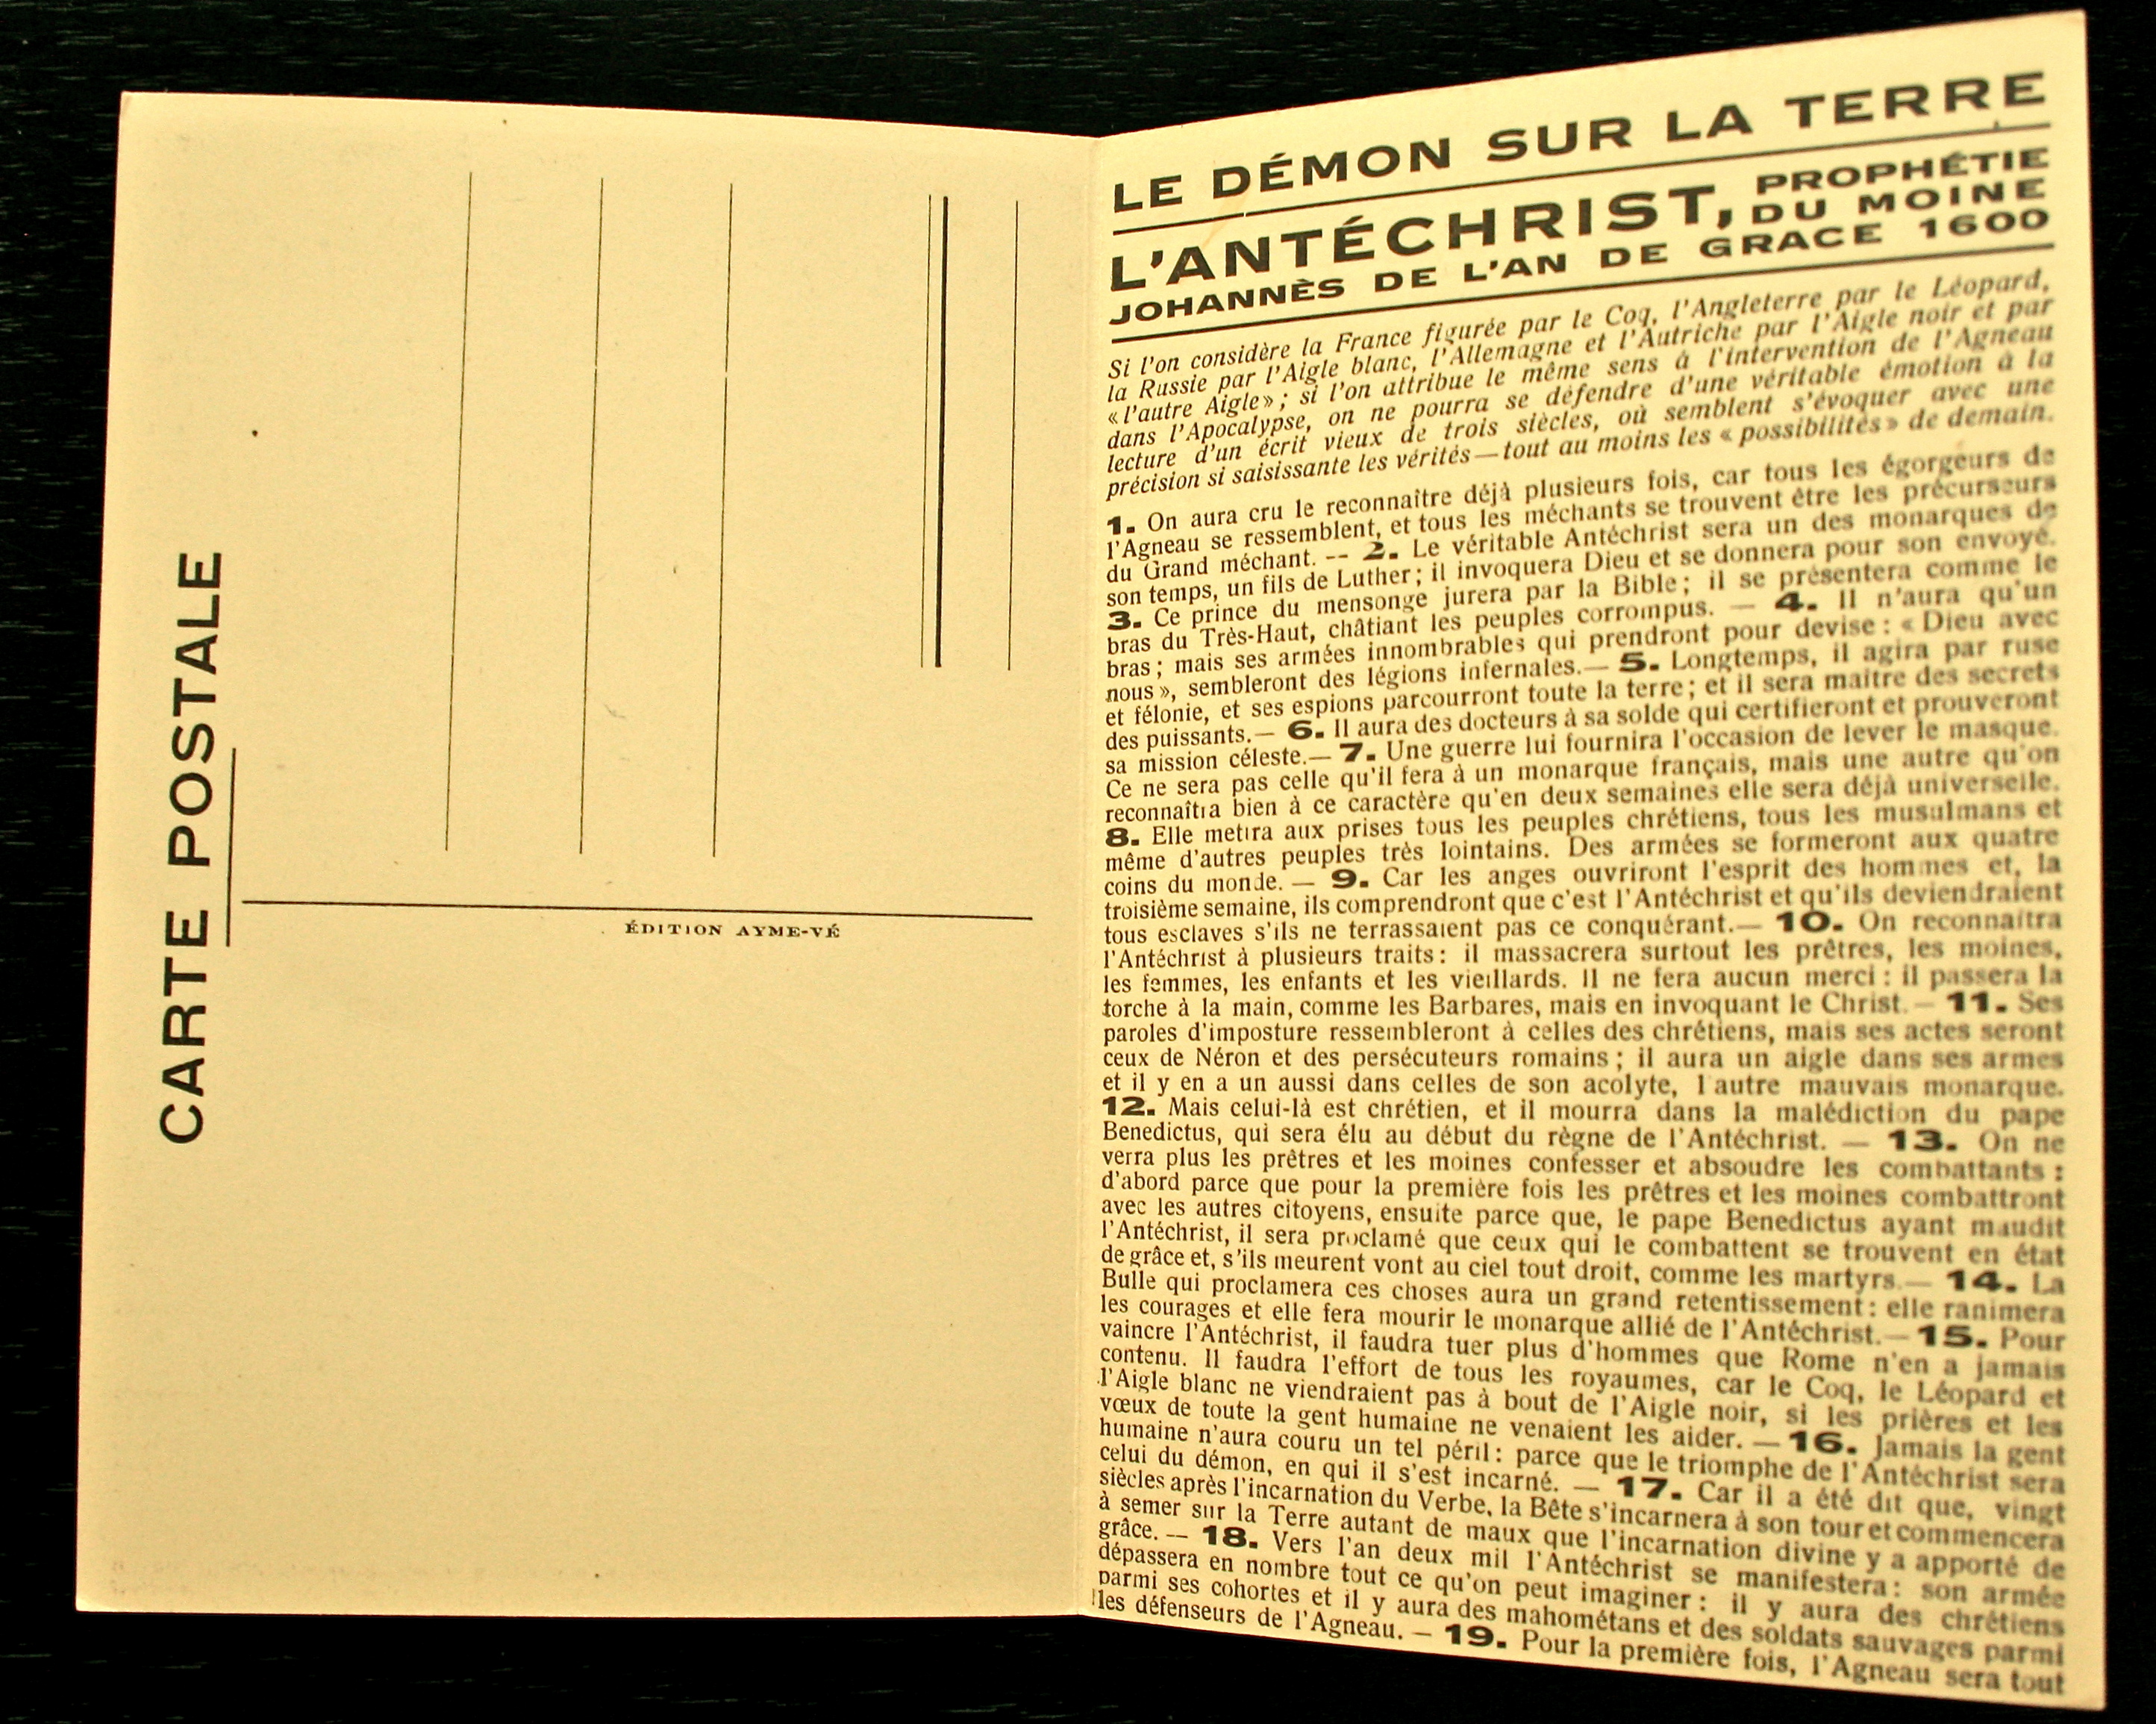 CARTE POSTALE
ÉDITION AYME-VÉ
LE DÉMON SUR LA TERRE
L'ANTÉCHRIST, PROPHÉTIE
DU MOINE
JOHANNÈS DE L'AN DE GRACE 1600
Si l'on considère la France figurée par le Coq, l'Angleterre par le Léopard,
la Russie par l'Aigle blanc, l'Allemagne et l'Autriche par l'Aigle noir et par
« l'autre Aigle » ; si l'on attribue le même sens à l'intervention de l'Agneau
dans l'Apocalypse, on ne pourra se défendre d'une véritable émotion à la
lecture d'un écrit vieux de trois siècles, où semblent s'évoquer avec une
précision si saisissante les vérités — tout au moins les « possibilités » de demain.
1. On aura cru le reconnaître déjà plusieurs fois, car tous les égorgeurs de
l'Agneau se ressemblent, et tous les méchants se trouvent être les précurseurs
du Grand méchant. -- 2. Le véritable Antéchrist sera un des monarques de
son temps, un fils de Luther ; il invoquera Dieu et se donnera pour son envoyé.
3. Ce prince du mensonge jurera par la Bible ; il se présentera comme le
bras du Très-Haut, châtiant les peuples corrompus. — 4. Il n'aura qu'un
bras ; mais ses armées innombrables qui prendront pour devise : « Dieu avec
nous », sembleront des légions infernales. — 5. Longtemps, il agira par ruse
et félonie, et ses espions parcourront toute la terre ; et il sera maître des secrets
des puissants. — 6. Il aura des docteurs à sa solde qui certifieront et prouveront
sa mission céleste. — 7. Une guerre lui fournira l'occasion de lever le masque.
Ce ne sera pas celle qu'il fera à un monarque français, mais une autre qu'on
reconnaîtra bien à ce caractère qu'en deux semaines elle sera déjà universelle.
8. Elle mettra aux prises tous les peuples chrétiens, tous les musulmans et
même d'autres peuples très lointains. Des armées se formeront aux quatre
coins du monde. — 9. Car les anges ouvriront l'esprit des hommes et, la
troisième semaine, ils comprendront que c'est l'Antéchrist et qu'ils deviendraient
tous esclaves s'ils ne terrassaient pas ce conquérant. — 10. On reconnaîtra
l'Antéchrist à plusieurs traits : il massacrera surtout les prêtres, les moines,
les femmes, les enfants et les vieillards. Il ne fera aucun merci : il passera la
torche à la main, comme les Barbares, mais en invoquant le Christ. — 11. Ses
paroles d'imposture ressembleront à celles des chrétiens, mais ses actes seront
ceux de Néron et des persécuteurs romains ; il aura un aigle dans ses armes
et il y en a un aussi dans celles de son acolyte, l'autre mauvais monarque.
12. Mais celui-là est chrétien, et il mourra dans la malédiction du pape
Benedictus, qui sera élu au début du règne de l'Antéchrist. — 13. On ne
verra plus les prêtres et les moines confesser et absoudre les combattants :
d'abord parce que pour la première fois les prêtres et les moines combattront
avec les autres citoyens, ensuite parce que, le pape Benedictus ayant maudit
l'Antéchrist, il sera proclamé que ceux qui le combattent se trouvent en état
de grâce et, s'ils meurent vont au ciel tout droit, comme les martyrs. — 14. La
Bulle qui proclamera ces choses aura un grand retentissement : elle ranimera
les courages et elle fera mourir le monarque allié de l'Antéchrist. — 15. Pour
vaincre l'Antéchrist, il faudra tuer plus d'hommes que Rome n'en a jamais
contenu. Il faudra l'effort de tous les royaumes, car le Coq, le Léopard et
l'Aigle blanc ne viendraient pas à bout de l'Aigle noir, si les prières et les
vœux de toute la gent humaine ne venaient les aider. — 16. Jamais la gent
humaine n'aura couru un tel péril : parce que le triomphe de l'Antéchrist sera
celui du démon, en qui il s'est incarné. — 17. Car il a été dit que, vingt
siècles après l'incarnation du Verbe, la Bête s'incarnera à son tour et commencera
à semer sur la Terre autant de maux que l'incarnation divine y a apporté de
grâce. -- 18. Vers l'an deux mil l'Antéchrist se manifestera : son armée
dépassera en nombre tout ce qu'on peut imaginer : il y aura des chrétiens
parmi ses cohortes et il y aura des mahométans et des soldats sauvages parmi
les défenseurs de l'Agneau. — 19. Pour la première fois, l'Agneau sera tout